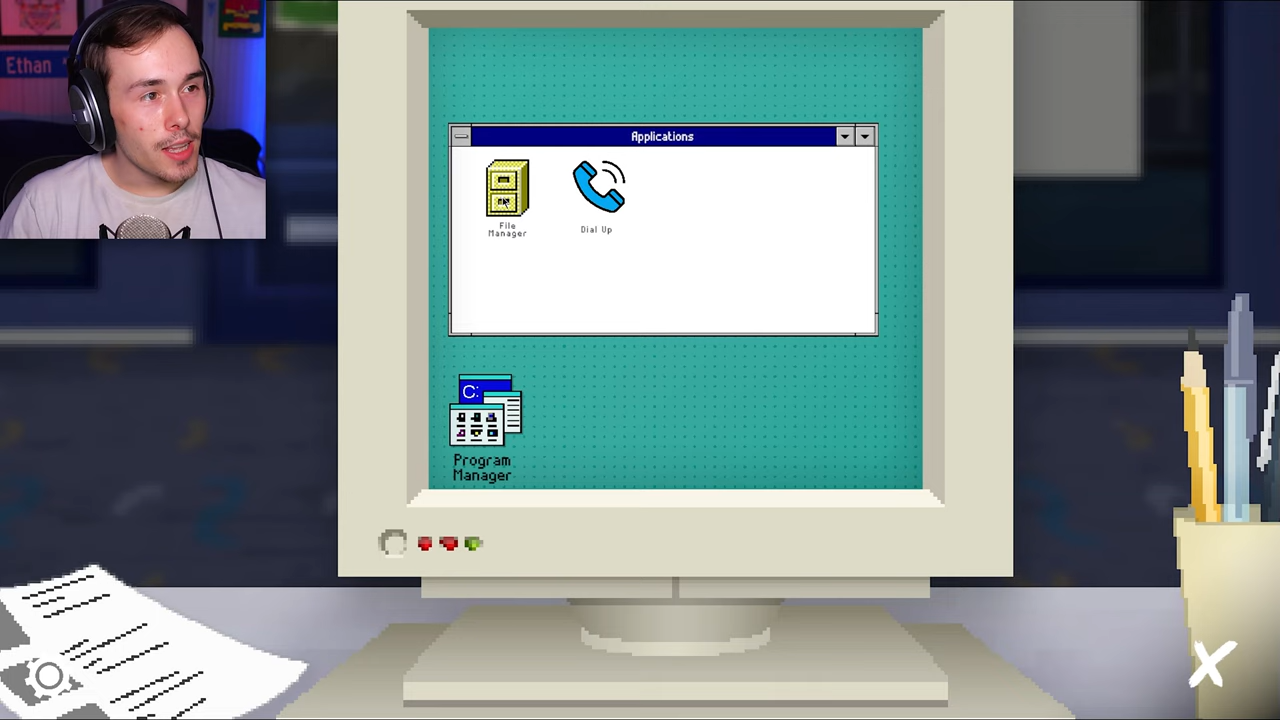 Ethan
Applications
File
Manager
Dial Up
C:
Program
Manager